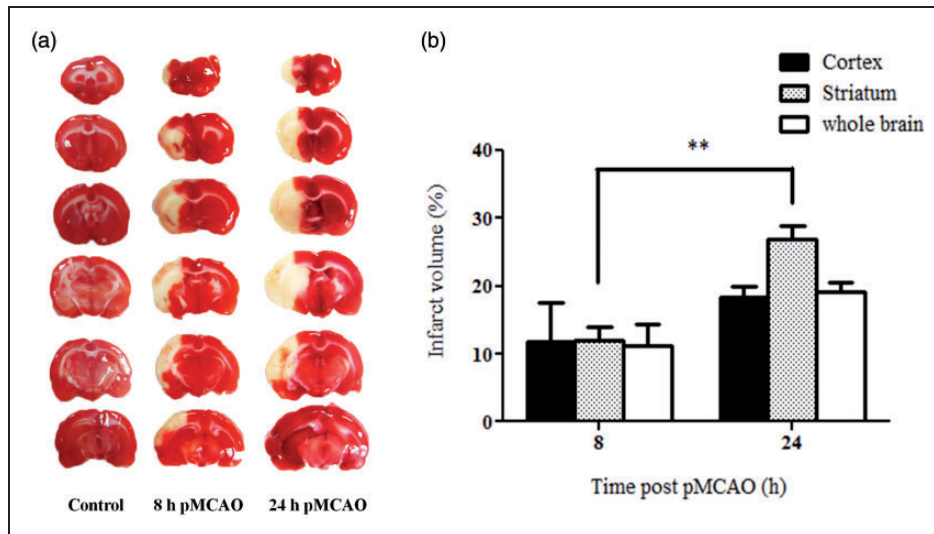 (a)
Control
8 h pMCAO
24 h pMCAO
(b)
Cortex
Striatum
whole brain
**
Infarct volume (%)
40
30
20
10
0
8
24
Time post pMCAO (h)